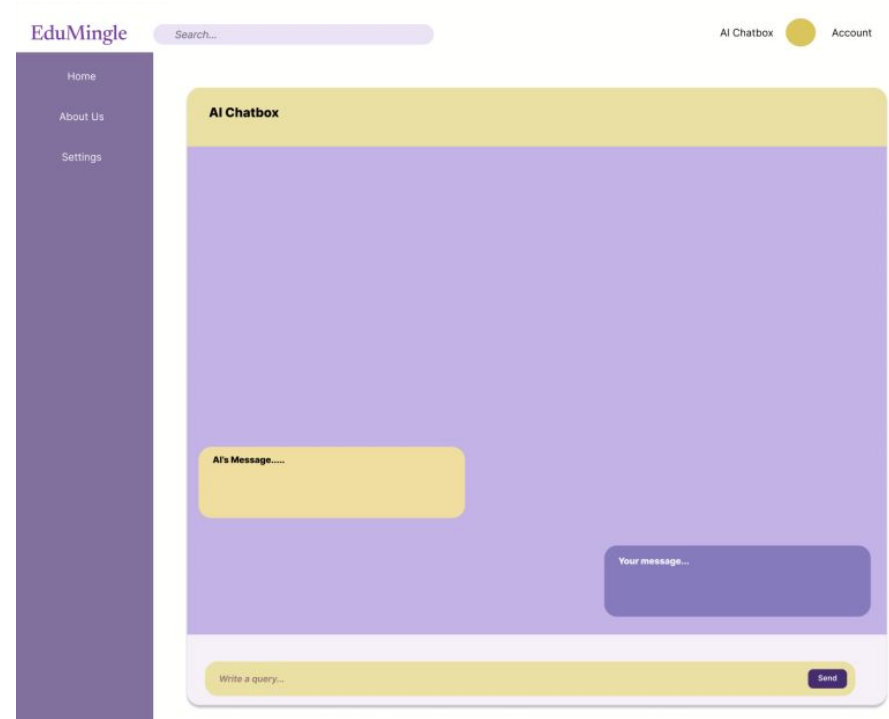 EduMingle
Search...
AI Chatbox
Account
Home
About Us
Settings
AI Chatbox
AI's Message.....
Your message...
Write a query...
Send